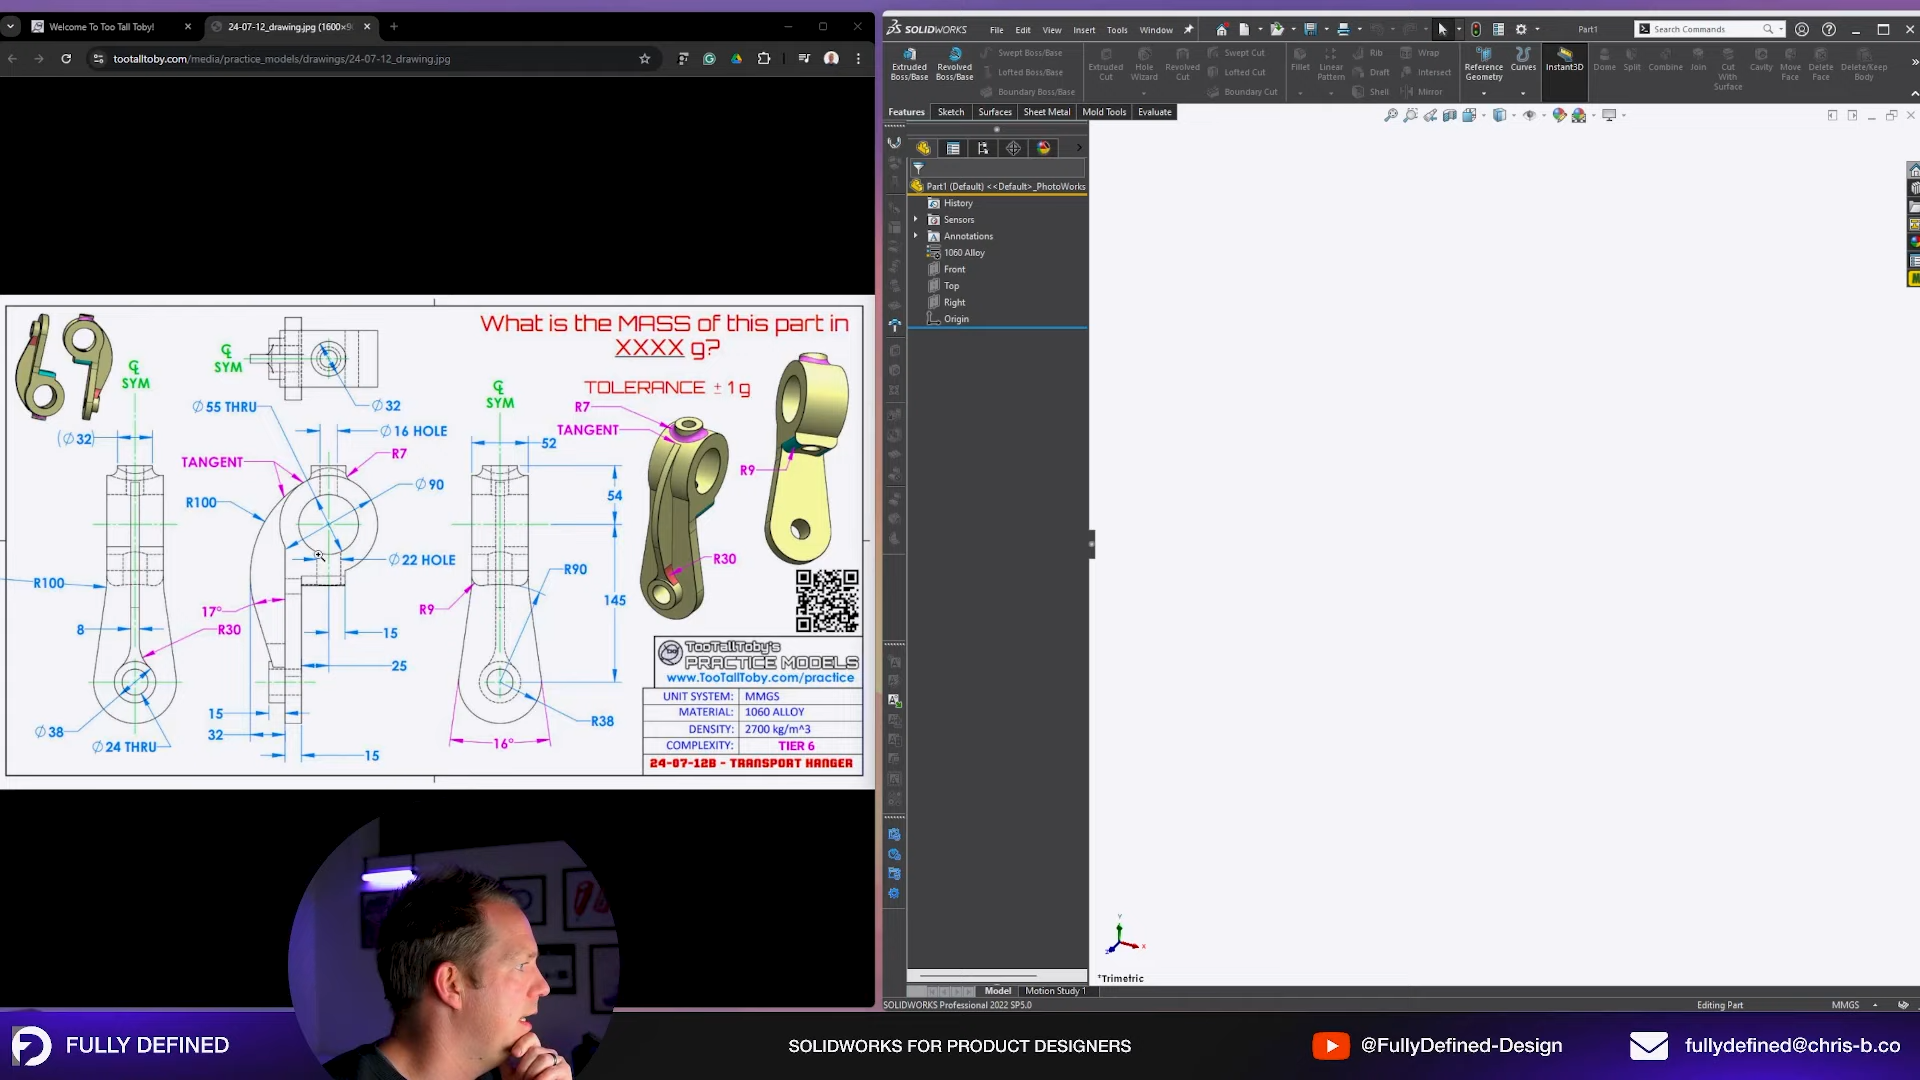 Welcome To Too Tall Toby!
24-07-12_drawing.jpg (1600×9
tootalltoby.com/media/practice_models/drawings/24-07-12_drawing.jpg
What is the MASS of this part in
XXXX g?
TOLERANCE ± 1 g
℄
SYM
℄
SYM
℄
SYM
∅ 32
∅ 55 THRU
∅ 16 HOLE
(∅ 32)
52
R7
TANGENT
TANGENT
R7
R9
∅ 90
R100
54
∅ 22 HOLE
R30
R100
R90
17°
R9
145
8
R30
15
25
15
32
R38
∅ 38
∅ 24 THRU
16°
15
TooTallToby's
PRACTICE MODELS
www.TooTallToby.com/practice
UNIT SYSTEM: MMGS
MATERIAL: 1060 ALLOY
DENSITY: 2700 kg/m^3
COMPLEXITY: TIER 6
24-07-12B - TRANSPORT HANGER
SOLIDWORKS
File
Edit
View
Insert
Tools
Window
Part1
Search Commands
Extruded Boss/Base
Revolved Boss/Base
Swept Boss/Base
Lofted Boss/Base
Boundary Boss/Base
Extruded Cut
Hole Wizard
Revolved Cut
Swept Cut
Lofted Cut
Boundary Cut
Fillet
Linear Pattern
Rib
Draft
Shell
Wrap
Intersect
Mirror
Reference Geometry
Curves
Instant3D
Dome
Split
Combine
Join
Cut With Surface
Cavity
Move Face
Delete Face
Delete/Keep Body
Features
Sketch
Surfaces
Sheet Metal
Mold Tools
Evaluate
Part1 (Default) <<Default>_PhotoWorks
History
Sensors
Annotations
1060 Alloy
Front
Top
Right
Origin
Y
X
*Trimetric
Model
Motion Study 1
SOLIDWORKS Professional 2022 SP5.0
Editing Part
MMGS
FULLY DEFINED
SOLIDWORKS FOR PRODUCT DESIGNERS
@FullyDefined-Design
fullydefined@chris-b.co